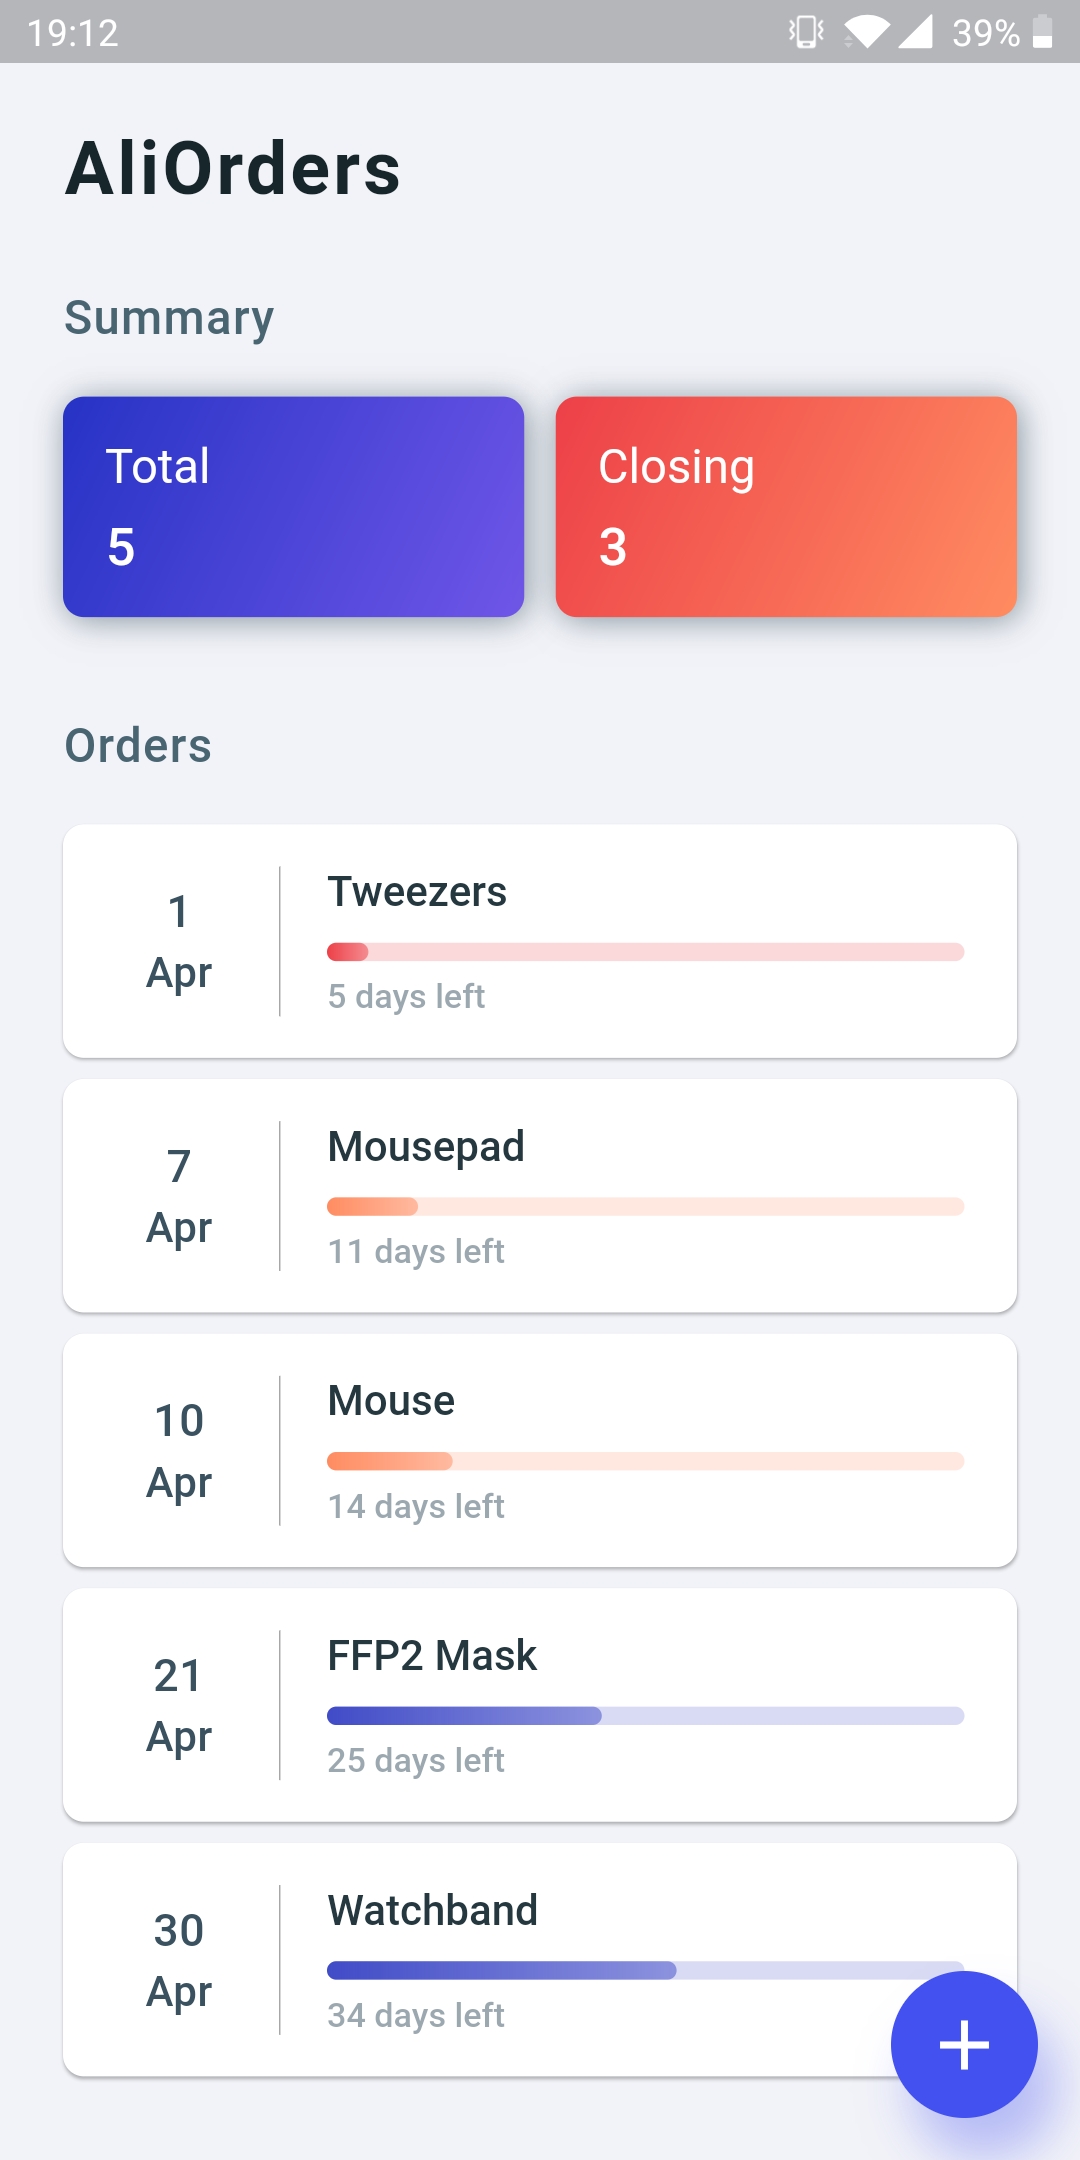 19:12
39%
AliOrders
Summary
Total
5
Closing
3
Orders
1
Apr
Tweezers
5 days left
7
Apr
Mousepad
11 days left
10
Apr
Mouse
14 days left
21
Apr
FFP2 Mask
25 days left
30
Apr
Watchband
34 days left